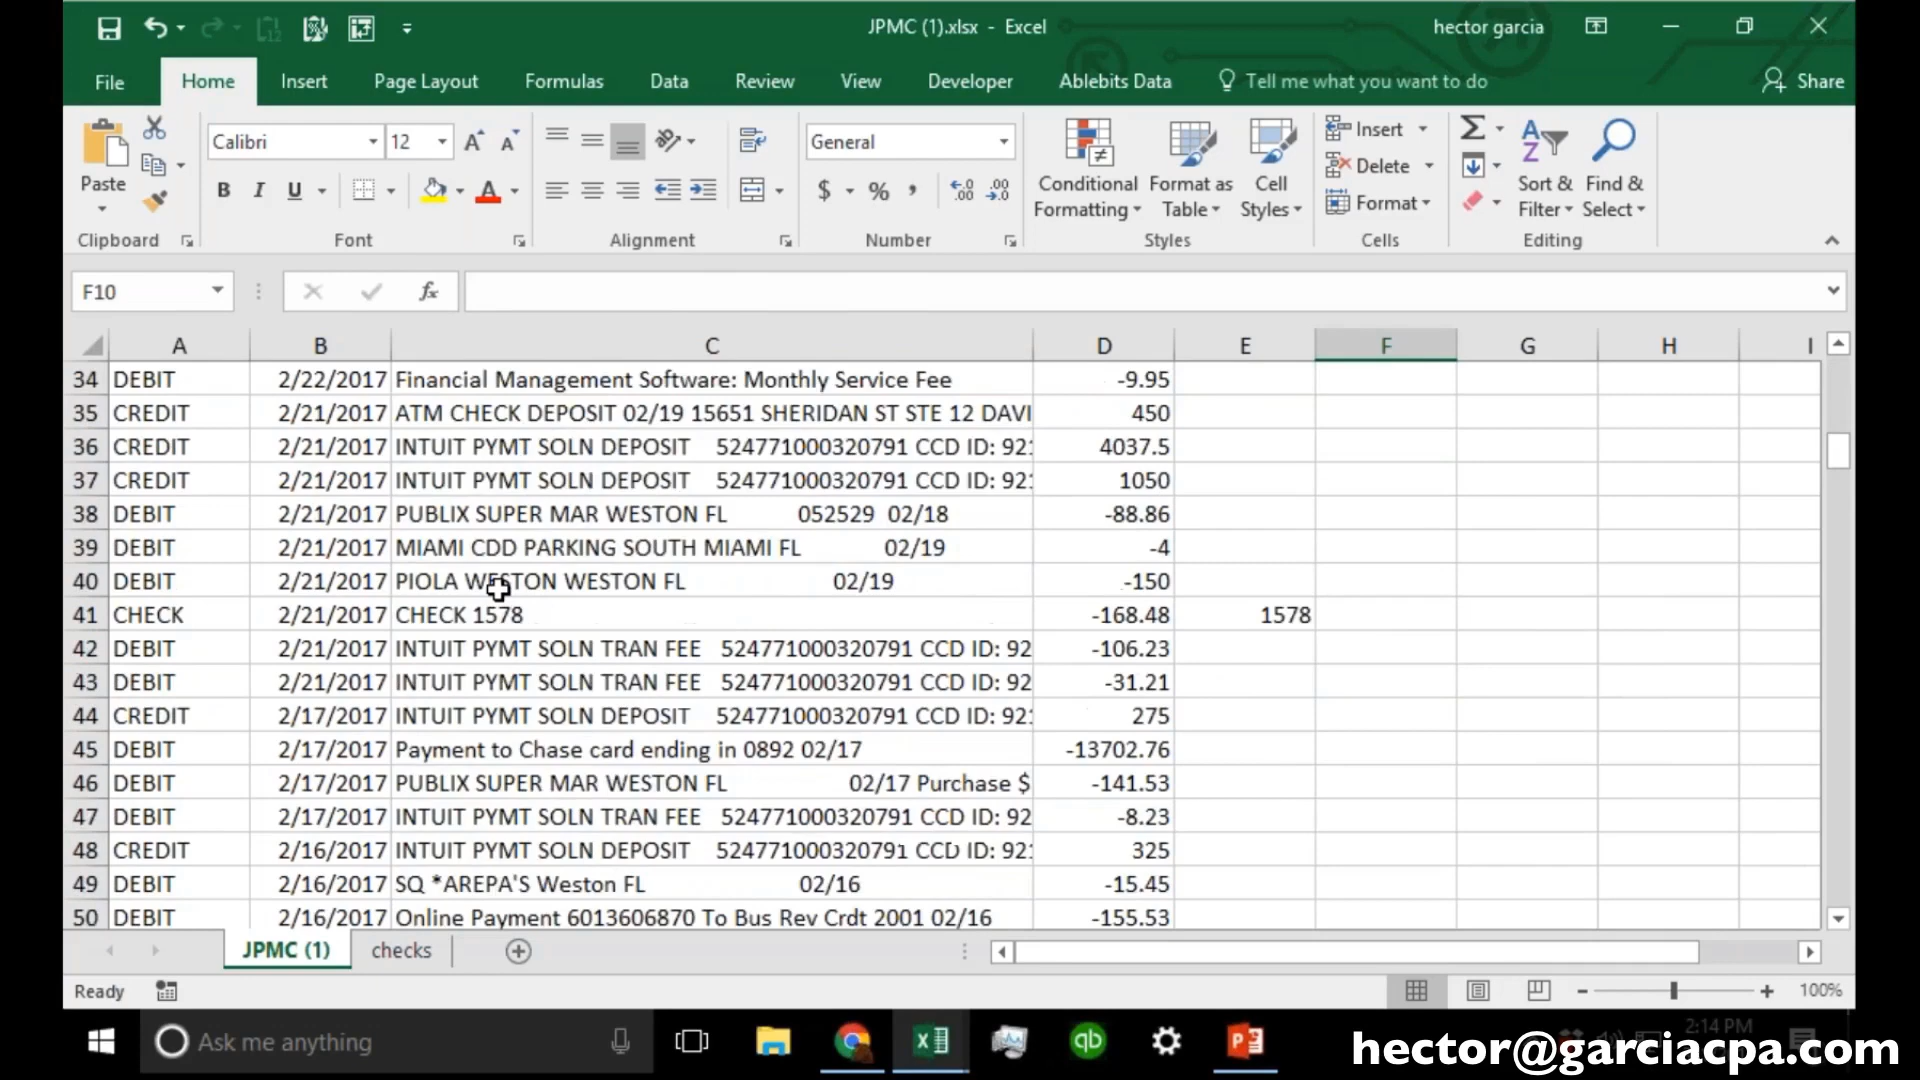 JPMC (1).xlsx - Excel
hector garcia
File Home Insert Page Layout Formulas Data Review View Developer Ablebits Data Tell me what you want to do Share
Paste
Clipboard
Calibri 12
B I U
Font
Alignment
General
$ % ,
Number
Conditional Formatting
Format as Table
Cell Styles
Styles
Insert
Delete
Format
Cells
Sort & Filter
Find & Select
Editing
F10 fx
A B C D E F G H I
34 DEBIT 2/22/2017 Financial Management Software: Monthly Service Fee -9.95
35 CREDIT 2/21/2017 ATM CHECK DEPOSIT 02/19 15651 SHERIDAN ST STE 12 DAVI 450
36 CREDIT 2/21/2017 INTUIT PYMT SOLN DEPOSIT 524771000320791 CCD ID: 921 4037.5
37 CREDIT 2/21/2017 INTUIT PYMT SOLN DEPOSIT 524771000320791 CCD ID: 921 1050
38 DEBIT 2/21/2017 PUBLIX SUPER MAR WESTON FL 052529 02/18 -88.86
39 DEBIT 2/21/2017 MIAMI CDD PARKING SOUTH MIAMI FL 02/19 -4
40 DEBIT 2/21/2017 PIOLA WESTON WESTON FL 02/19 -150
41 CHECK 2/21/2017 CHECK 1578 -168.48 1578
42 DEBIT 2/21/2017 INTUIT PYMT SOLN TRAN FEE 524771000320791 CCD ID: 92 -106.23
43 DEBIT 2/21/2017 INTUIT PYMT SOLN TRAN FEE 524771000320791 CCD ID: 92 -31.21
44 CREDIT 2/17/2017 INTUIT PYMT SOLN DEPOSIT 524771000320791 CCD ID: 921 275
45 DEBIT 2/17/2017 Payment to Chase card ending in 0892 02/17 -13702.76
46 DEBIT 2/17/2017 PUBLIX SUPER MAR WESTON FL 02/17 Purchase $ -141.53
47 DEBIT 2/17/2017 INTUIT PYMT SOLN TRAN FEE 524771000320791 CCD ID: 92 -8.23
48 CREDIT 2/16/2017 INTUIT PYMT SOLN DEPOSIT 524771000320791 CCD ID: 921 325
49 DEBIT 2/16/2017 SQ *AREPA'S Weston FL 02/16 -15.45
50 DEBIT 2/16/2017 Online Payment 6013606870 To Bus Rev Crdt 2001 02/16 -155.53
JPMC (1) checks
Ready 100%
Ask me anything
qb
2:14 PM
hector@garciacpa.com